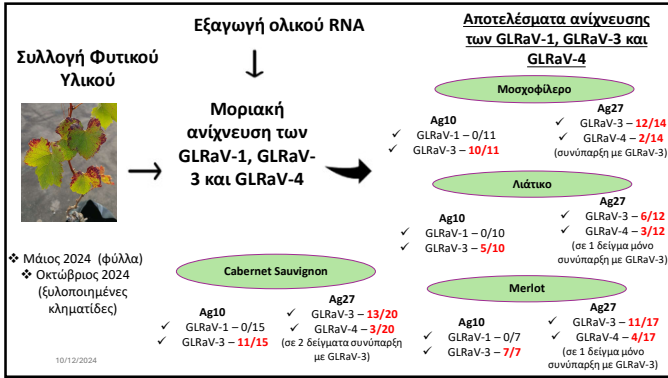 Συλλογή Φυτικού
Υλικού
❖ Μάιος 2024 (φύλλα)
❖ Οκτώβριος 2024
(ξυλοποιημένες
κληματίδες)
Εξαγωγή ολικού RNA
Μοριακή
ανίχνευση των
GLRaV-1, GLRaV-
3 και GLRaV-4
Αποτελέσματα ανίχνευσης
των GLRaV-1, GLRaV-3 και
GLRaV-4
Μοσχοφίλερο
Ag10
✓ GLRaV-1 – 0/11
✓ GLRaV-3 – 10/11
Ag27
✓ GLRaV-3 – 12/14
✓ GLRaV-4 – 2/14
(συνύπαρξη με GLRaV-3)
Λιάτικο
Ag10
✓ GLRaV-1 – 0/10
✓ GLRaV-3 – 5/10
Ag27
✓ GLRaV-3 – 6/12
✓ GLRaV-4 – 3/12
(σε 1 δείγμα μόνο
συνύπαρξη με GLRaV-3)
Cabernet Sauvignon
Ag10
✓ GLRaV-1 – 0/15
✓ GLRaV-3 – 11/15
Ag27
✓ GLRaV-3 – 13/20
✓ GLRaV-4 – 3/20
(σε 2 δείγματα συνύπαρξη
με GLRaV-3)
Merlot
Ag10
✓ GLRaV-1 – 0/7
✓ GLRaV-3 – 7/7
Ag27
✓ GLRaV-3 – 11/17
✓ GLRaV-4 – 4/17
(σε 1 δείγμα μόνο
συνύπαρξη με GLRaV-3)
10/12/2024